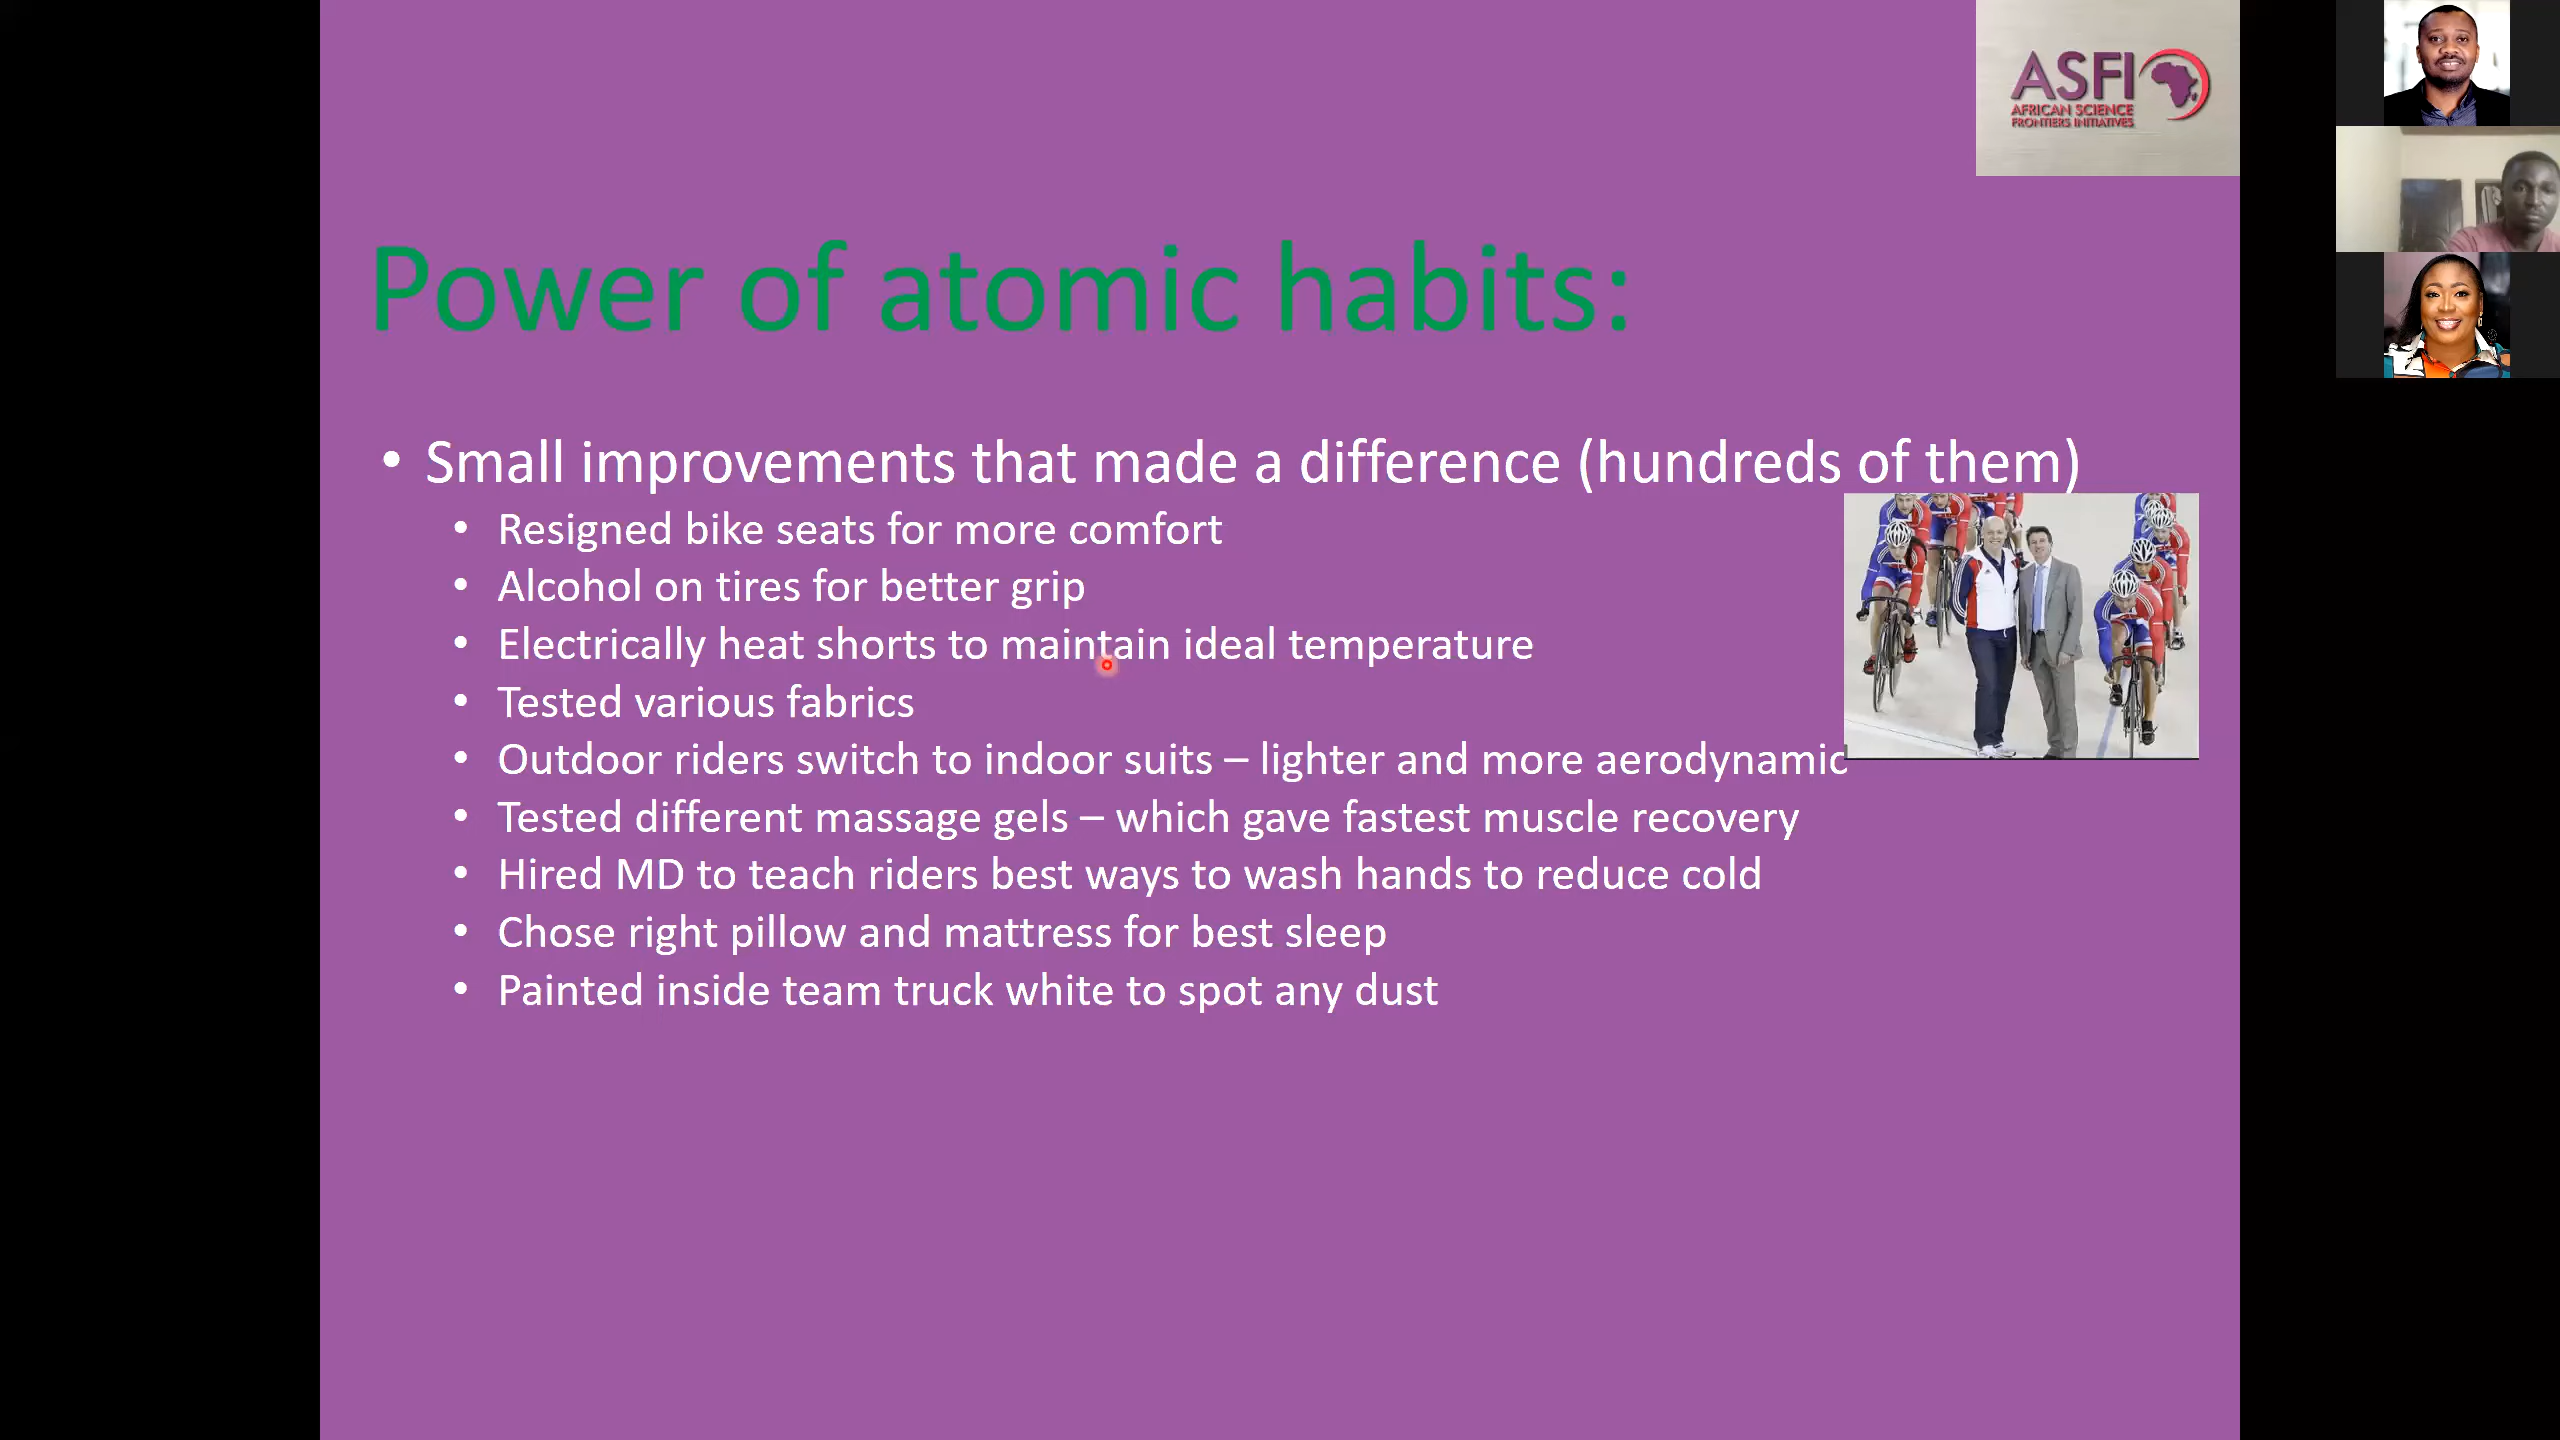 ASFI
AFRICAN SCIENCE
FRONTIERS INITIATIVES
Power of atomic habits:
• Small improvements that made a difference (hundreds of them)
• Resigned bike seats for more comfort
• Alcohol on tires for better grip
• Electrically heat shorts to maintain ideal temperature
• Tested various fabrics
• Outdoor riders switch to indoor suits – lighter and more aerodynamic
• Tested different massage gels – which gave fastest muscle recovery
• Hired MD to teach riders best ways to wash hands to reduce cold
• Chose right pillow and mattress for best sleep
• Painted inside team truck white to spot any dust